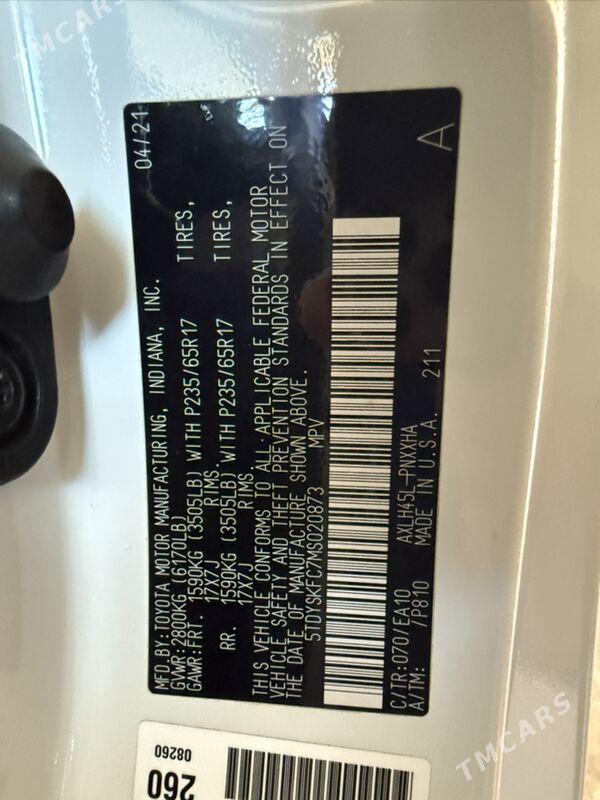 MFD.BY:TOYOTA MOTOR MANUFACTURING, INDIANA, INC. 04/21
GVWR:2800KG (6170LB)
GAWR:FRT. 1590KG (3505LB) WITH P235/65R17 TIRES,
17X7J RIMS.
RR. 1590KG (3505LB) WITH P235/65R17 TIRES,
17X7J RIMS.
THIS VEHICLE CONFORMS TO ALL APPLICABLE FEDERAL MOTOR
VEHICLE SAFETY AND THEFT PREVENTION STANDARDS IN EFFECT ON
THE DATE OF MANUFACTURE SHOWN ABOVE.
5TDYSKFC7MS020873 MPV
C/TR:070/EA10 AXLH45L-PNXXHA 211
A/TM: /P810 MADE IN U.S.A. A
260
08260
TMCARS
TMCARS